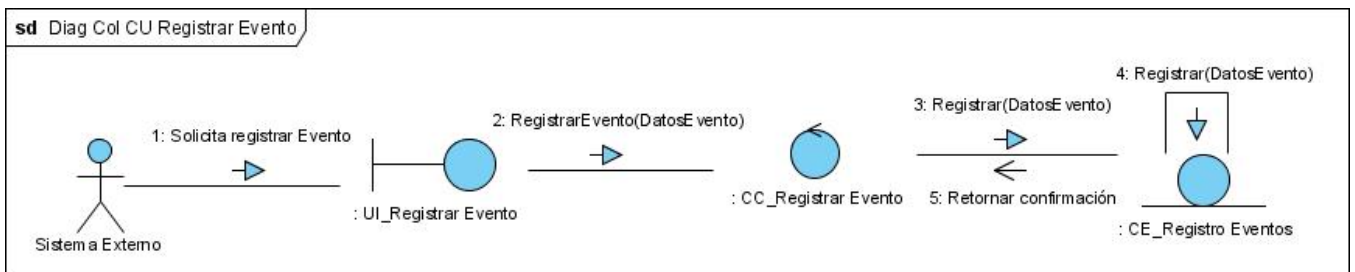 sd Diag Col CU Registrar Evento
4: Registrar(DatosEvento)
3: Registrar(DatosEvento)
2: RegistrarEvento(DatosEvento)
1: Solicita registrar Evento
: CC_Registrar Evento
5: Retornar confirmación
: UI_Registrar Evento
: CE_Registro Eventos
Sistema Externo